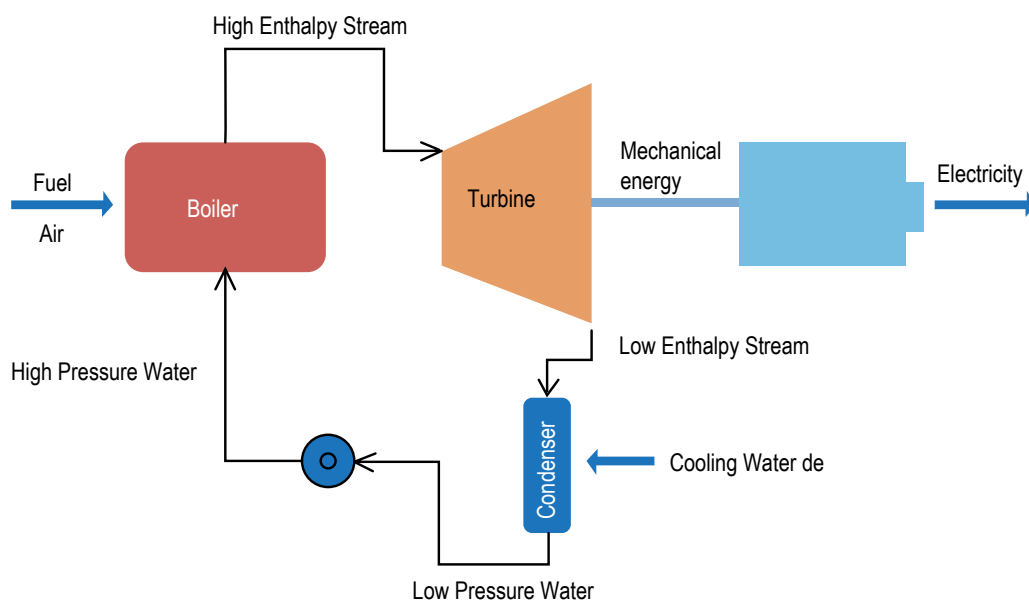 High Enthalpy Stream
Fuel
Air
Boiler
Turbine
Mechanical
energy
Electricity
Low Enthalpy Stream
High Pressure Water
Condenser
Cooling Water de
Low Pressure Water